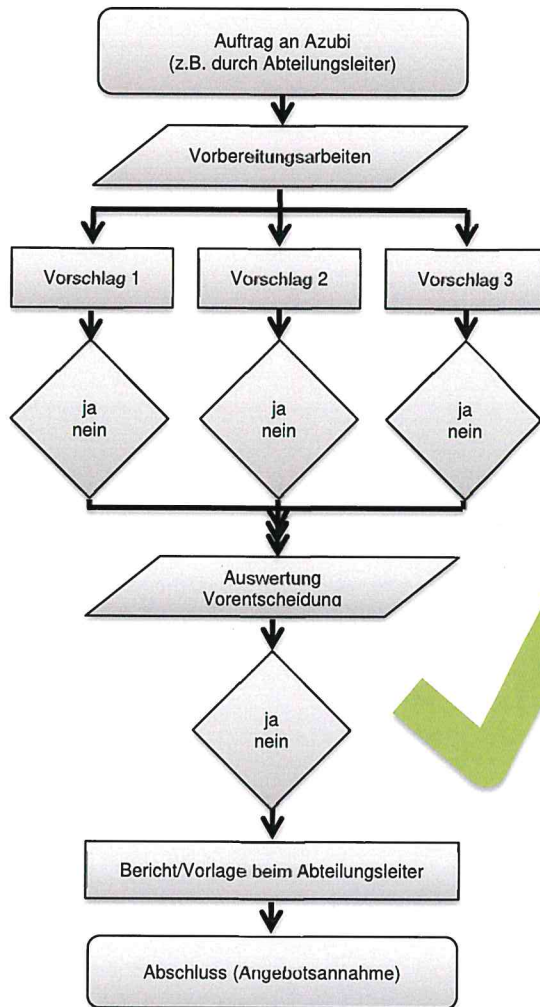 Auftrag an Azubi
(z.B. durch Abteilungsleiter)
Vorbereitungsarbeiten
Vorschlag 1
Vorschlag 2
Vorschlag 3
ja
nein
ja
nein
ja
nein
Auswertung
Vorentscheidung
ja
nein
Bericht/Vorlage beim Abteilungsleiter
Abschluss (Angebotsannahme)